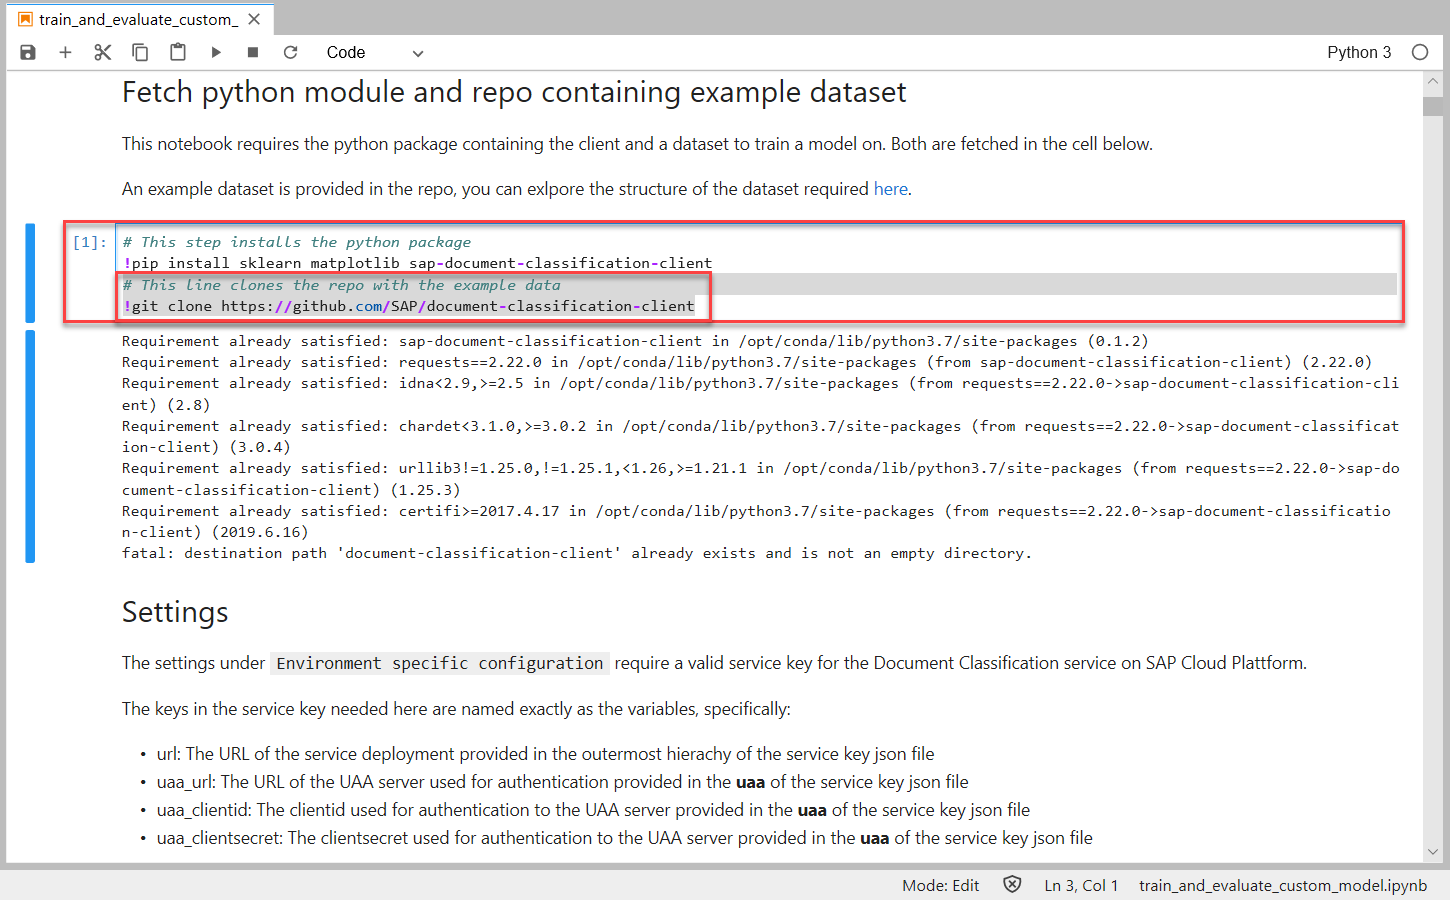 train_and_evaluate_custom_
Code
Python 3
Fetch python module and repo containing example dataset
This notebook requires the python package containing the client and a dataset to train a model on. Both are fetched in the cell below.
An example dataset is provided in the repo, you can exlpore the structure of the dataset required here.
[1]: # This step installs the python package
!pip install sklearn matplotlib sap-document-classification-client
# This line clones the repo with the example data
!git clone https://github.com/SAP/document-classification-client
Requirement already satisfied: sap-document-classification-client in /opt/conda/lib/python3.7/site-packages (0.1.2)
Requirement already satisfied: requests==2.22.0 in /opt/conda/lib/python3.7/site-packages (from sap-document-classification-client) (2.22.0)
Requirement already satisfied: idna<2.9,>=2.5 in /opt/conda/lib/python3.7/site-packages (from requests==2.22.0->sap-document-classification-cli
ent) (2.8)
Requirement already satisfied: chardet<3.1.0,>=3.0.2 in /opt/conda/lib/python3.7/site-packages (from requests==2.22.0->sap-document-classificat
ion-client) (3.0.4)
Requirement already satisfied: urllib3!=1.25.0,!=1.25.1,<1.26,>=1.21.1 in /opt/conda/lib/python3.7/site-packages (from requests==2.22.0->sap-do
cument-classification-client) (1.25.3)
Requirement already satisfied: certifi>=2017.4.17 in /opt/conda/lib/python3.7/site-packages (from requests==2.22.0->sap-document-classificatio
n-client) (2019.6.16)
fatal: destination path 'document-classification-client' already exists and is not an empty directory.
Settings
The settings under Environment specific configuration require a valid service key for the Document Classification service on SAP Cloud Plattform.
The keys in the service key needed here are named exactly as the variables, specifically:
• url: The URL of the service deployment provided in the outermost hierachy of the service key json file
• uaa_url: The URL of the UAA server used for authentication provided in the uaa of the service key json file
• uaa_clientid: The clientid used for authentication to the UAA server provided in the uaa of the service key json file
• uaa_clientsecret: The clientsecret used for authentication to the UAA server provided in the uaa of the service key json file
Mode: Edit
Ln 3, Col 1
train_and_evaluate_custom_model.ipynb